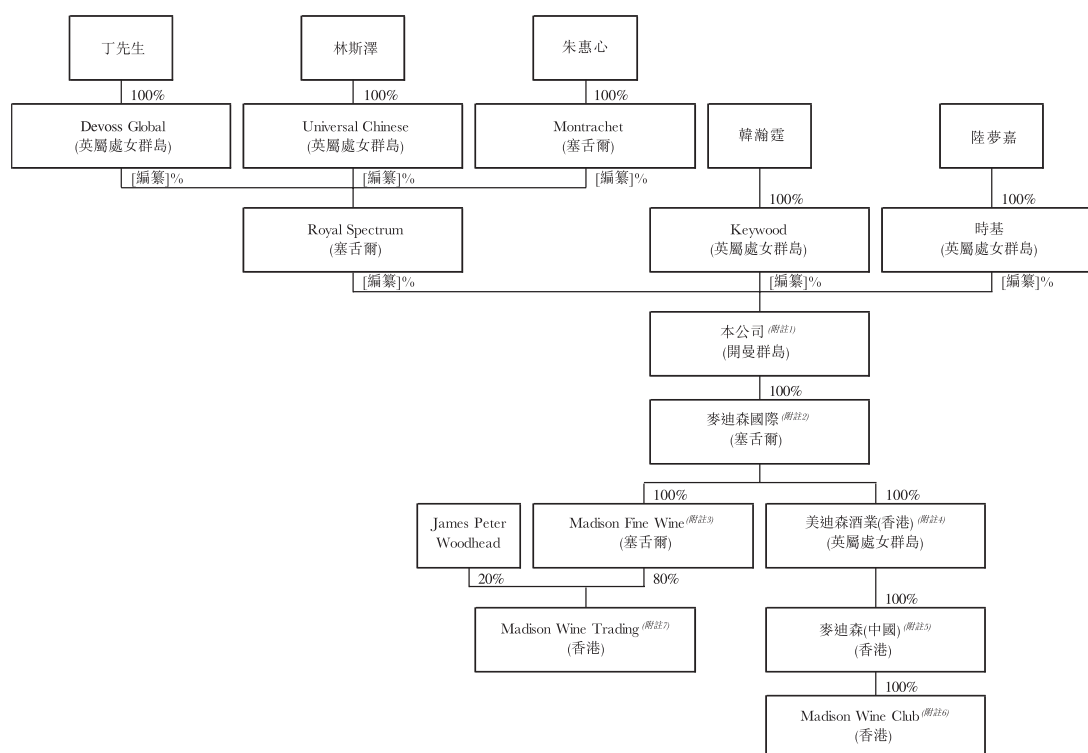 丁先生
林斯澤
朱惠心
100%
100%
100%
Devoss Global
(英屬處女群島)
Universal Chinese
(英屬處女群島)
Montrachet
(塞舌爾)
韓瀚霆
陸夢嘉
[編纂]%
[編纂]%
[編纂]%
100%
100%
Royal Spectrum
(塞舌爾)
Keywood
(英屬處女群島)
時基
(英屬處女群島)
[編纂]%
[編纂]%
[編纂]%
本公司(附註1)
(開曼群島)
100%
麥迪森國際(附註2)
(塞舌爾)
100%
100%
James Peter
Woodhead
Madison Fine Wine(附註3)
(塞舌爾)
美迪森酒業(香港)(附註4)
(英屬處女群島)
20%
80%
100%
Madison Wine Trading(附註7)
(香港)
麥迪森(中國)(附註5)
(香港)
100%
Madison Wine Club(附註6)
(香港)